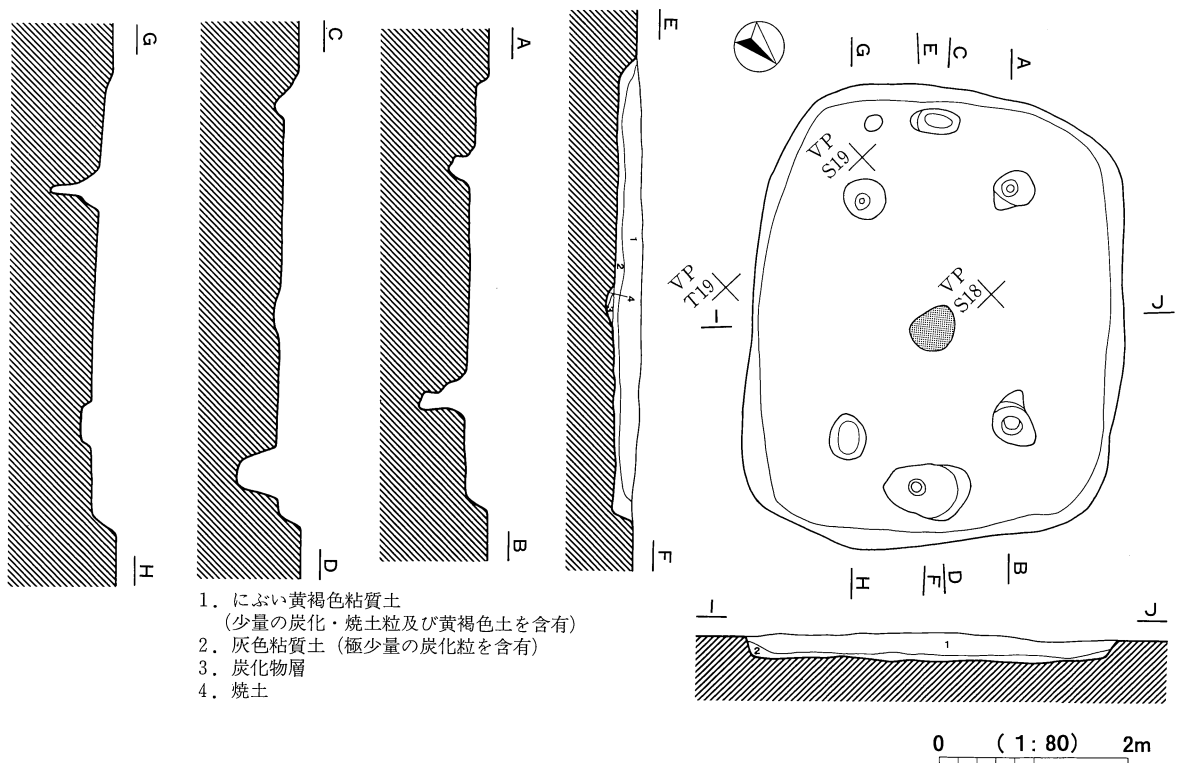 G
C
A
E
G
E
C
A
VP
S19
VP
T19
VP
S18
I
J
1
2
4
H
D
B
F
H
F
D
B
1. にぶい黄褐色粘質土
(少量の炭化・焼土粒及び黄褐色土を含有)
2. 灰色粘質土 (極少量の炭化粒を含有)
3. 炭化物層
4. 焼土
I
J
2
1
0 (1:80) 2m